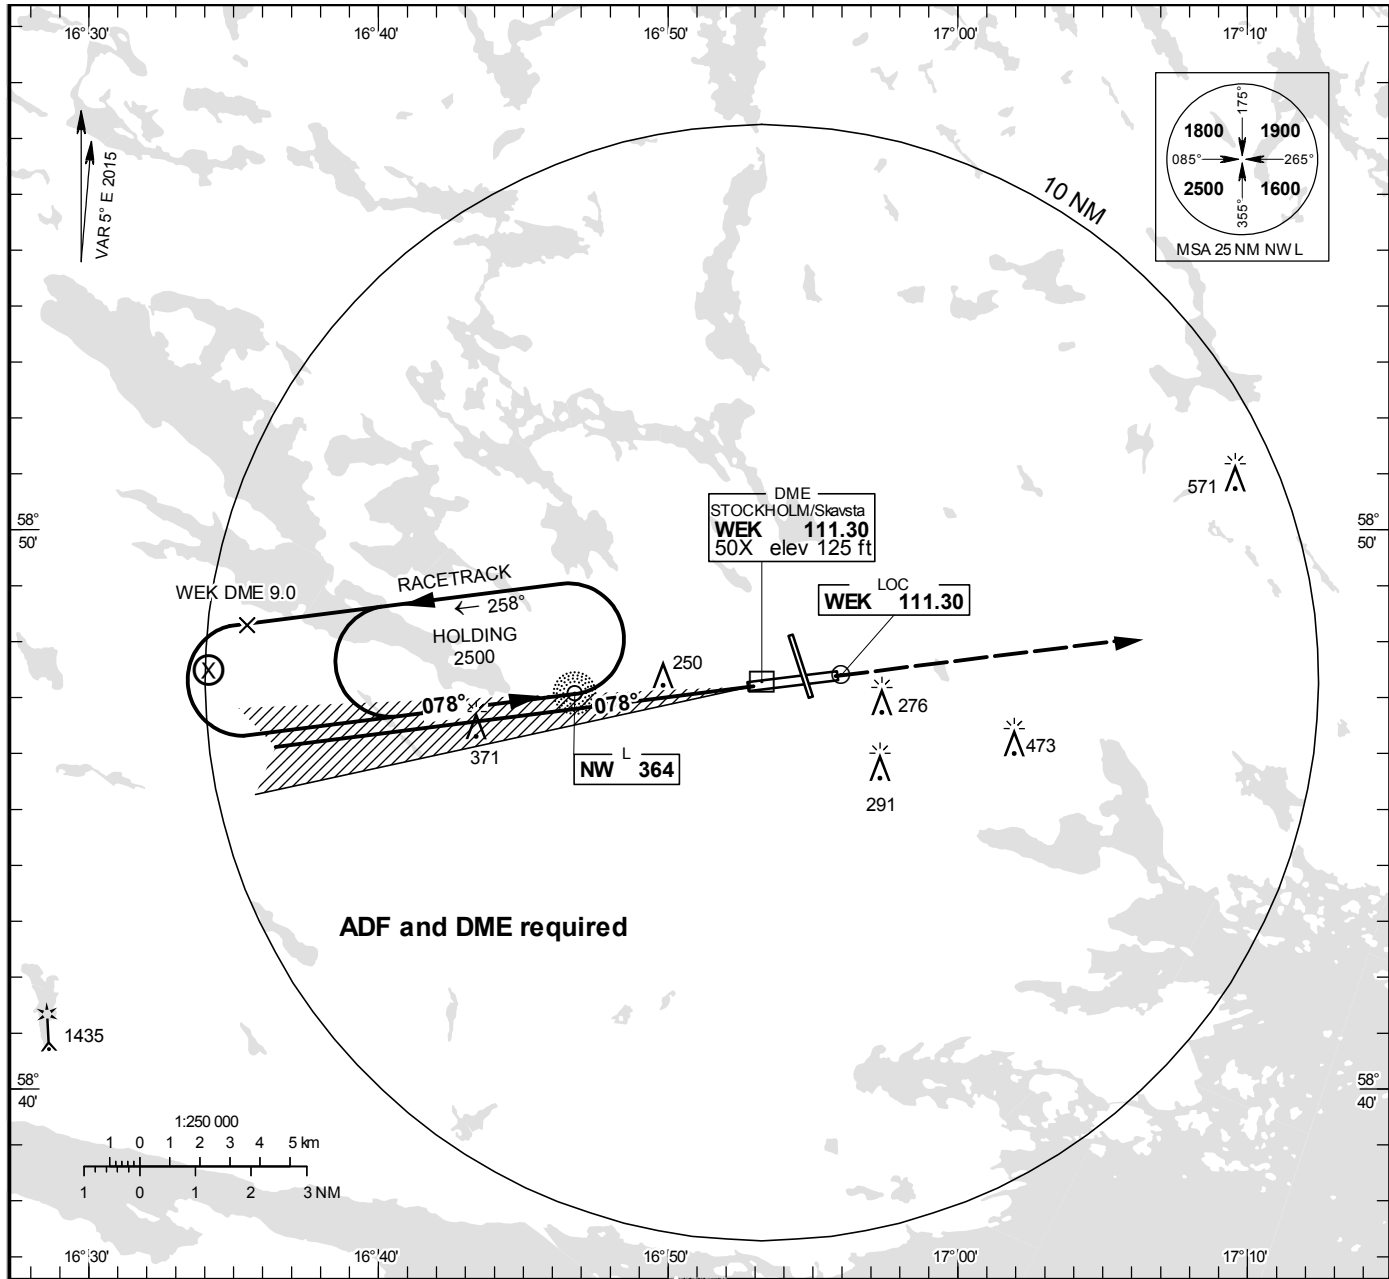 16°30'
16°40'
16°50'
17°00'
17°10'
VAR 5° E 2015
10 NM
175°
1800
1900
085°
265°
2500
1600
355°
MSA 25 NM NW L
571
58°
50'
58°
50'
DME
STOCKHOLM/Skavsta
WEK 111.30
50X elev 125 ft
LOC
WEK 111.30
WEK DME 9.0
RACETRACK
← 258°
HOLDING
2500
X
250
078°
078°
276
371
473
L
NW 364
291
ADF and DME required
1435
58°
40'
58°
40'
1:250 000
1 0 1 2 3 4 5 km
1 0 1 2 3 NM
16°30'
16°40'
16°50'
17°00'
17°10'